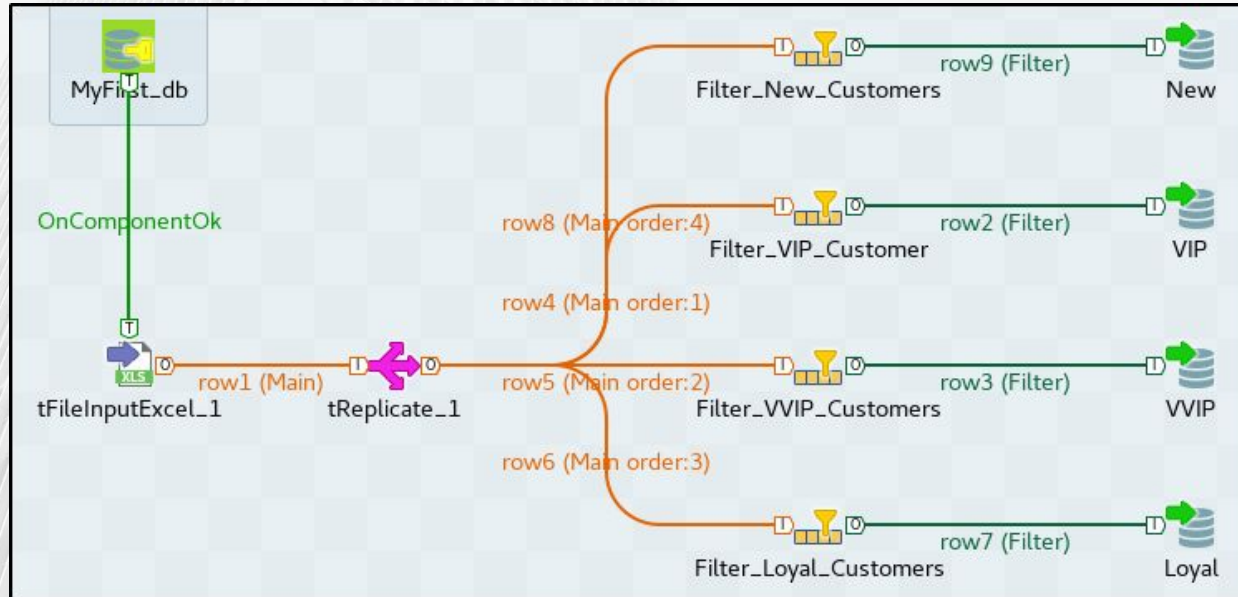 MyFirst_db
T
OnComponentOk
T
XLS
O
row1 (Main)
I
tFileInputExcel_1
O
tReplicate_1
row8 (Main order:4)
row4 (Main order:1)
row5 (Main order:2)
row6 (Main order:3)
I
O
row9 (Filter)
I
Filter_New_Customers
New
I
O
row2 (Filter)
I
Filter_VIP_Customer
VIP
I
O
row3 (Filter)
I
Filter_VVIP_Customers
VVIP
I
O
row7 (Filter)
I
Filter_Loyal_Customers
Loyal